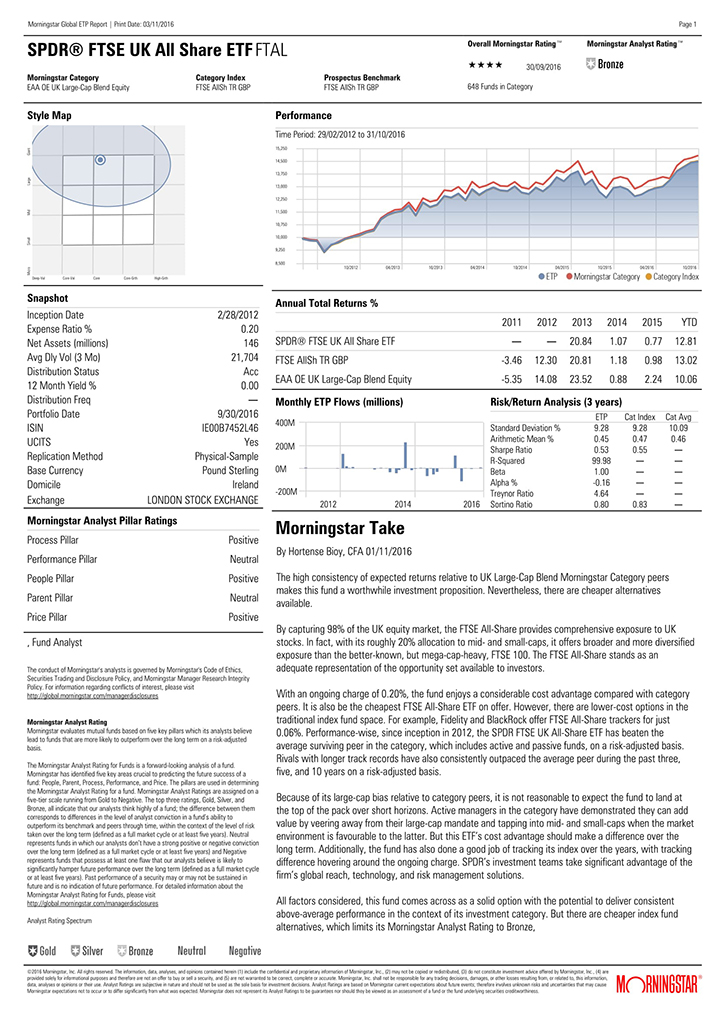 Morningstar Global ETP Report | Print Date: 03/11/2016
Page 1
SPDR® FTSE UK All Share ETF FTAL
Overall Morningstar Rating™
Morningstar Analyst Rating™
★★★★
30/09/2016
Bronze
648 Funds in Category
Morningstar Category
Category Index
Prospectus Benchmark
EAA OE UK Large-Cap Blend Equity
FTSE AllSh TR GBP
FTSE AllSh TR GBP
Style Map
Giant
Large
Mid
Small
Micro
Deep-Val
Core-Val
Core
Core-Grth
High-Grth
Performance
Time Period: 29/02/2012 to 31/10/2016
15,250
14,500
13,750
13,000
12,250
11,500
10,750
10,000
9,250
8,500
10/2012
04/2013
10/2013
04/2014
10/2014
04/2015
10/2015
04/2016
10/2016
ETP
Morningstar Category
Category Index
Snapshot
Inception Date 2/28/2012
Expense Ratio % 0.20
Net Assets (millions) 146
Avg Dly Vol (3 Mo) 21,704
Distribution Status Acc
12 Month Yield % 0.00
Distribution Freq —
Portfolio Date 9/30/2016
ISIN IE00B7452L46
UCITS Yes
Replication Method Physical-Sample
Base Currency Pound Sterling
Domicile Ireland
Exchange LONDON STOCK EXCHANGE
Annual Total Returns %
2011 2012 2013 2014 2015 YTD
SPDR® FTSE UK All Share ETF — — 20.84 1.07 0.77 12.81
FTSE AllSh TR GBP -3.46 12.30 20.81 1.18 0.98 13.02
EAA OE UK Large-Cap Blend Equity -5.35 14.08 23.52 0.88 2.24 10.06
Monthly ETP Flows (millions)
400M
200M
0M
-200M
2012
2014
2016
Risk/Return Analysis (3 years)
ETP Cat Index Cat Avg
Standard Deviation % 9.28 9.28 10.09
Arithmetic Mean % 0.45 0.47 0.46
Sharpe Ratio 0.53 0.55 —
R-Squared 99.98 — —
Beta 1.00 — —
Alpha % -0.16 — —
Treynor Ratio 4.64 — —
Sortino Ratio 0.80 0.83 —
Morningstar Analyst Pillar Ratings
Process Pillar Positive
Performance Pillar Neutral
People Pillar Positive
Parent Pillar Neutral
Price Pillar Positive
, Fund Analyst
The conduct of Morningstar's analysts is governed by Morningstar's Code of Ethics,
Securities Trading and Disclosure Policy, and Morningstar Manager Research Integrity
Policy. For information regarding conflicts of interest, please visit
http://global.morningstar.com/managerdisclosures
Morningstar Analyst Rating
Morningstar evaluates mutual funds based on five key pillars which its analysts believe
lead to funds that are more likely to outperform over the long term on a risk-adjusted
basis.
The Morningstar Analyst Rating for Funds is a forward-looking analysis of a fund.
Morningstar has identified five key areas crucial to predicting the future success of a
fund: People, Parent, Process, Performance, and Price. The pillars are used in determining
the Morningstar Analyst Rating for a fund. Morningstar Analyst Ratings are assigned on a
five-tier scale running from Gold to Negative. The top three ratings, Gold, Silver, and
Bronze, all indicate that our analysts think highly of a fund; the difference between them
corresponds to differences in the level of analyst conviction in a fund's ability to
outperform its benchmark and peers through time, within the context of the level of risk
taken over the long term (defined as a full market cycle or at least five years). Neutral
represents funds in which our analysts don't have a strong positive or negative conviction
over the long term (defined as a full market cycle or at least five years) and Negative
represents funds that possess at least one flaw that our analysts believe is likely to
significantly hamper future performance over the long term (defined as a full market cycle
or at least five years). Past performance of a security may or may not be sustained in
future and is no indication of future performance. For detailed information about the
Morningstar Analyst Rating for Funds, please visit
http://global.morningstar.com/managerdisclosures
Analyst Rating Spectrum
Gold
Silver
Bronze
Neutral
Negative
Morningstar Take
By Hortense Bioy, CFA 01/11/2016
The high consistency of expected returns relative to UK Large-Cap Blend Morningstar Category peers
makes this fund a worthwhile investment proposition. Nevertheless, there are cheaper alternatives
available.
By capturing 98% of the UK equity market, the FTSE All-Share provides comprehensive exposure to UK
stocks. In fact, with its roughly 20% allocation to mid- and small-caps, it offers broader and more diversified
exposure than the better-known, but mega-cap-heavy, FTSE 100. The FTSE All-Share stands as an
adequate representation of the opportunity set available to investors.
With an ongoing charge of 0.20%, the fund enjoys a considerable cost advantage compared with category
peers. It is also be the cheapest FTSE All-Share ETF on offer. However, there are lower-cost options in the
traditional index fund space. For example, Fidelity and BlackRock offer FTSE All-Share trackers for just
0.06%. Performance-wise, since inception in 2012, the SPDR FTSE UK All-Share ETF has beaten the
average surviving peer in the category, which includes active and passive funds, on a risk-adjusted basis.
Rivals with longer track records have also consistently outpaced the average peer during the past three,
five, and 10 years on a risk-adjusted basis.
Because of its large-cap bias relative to category peers, it is not reasonable to expect the fund to land at
the top of the pack over short horizons. Active managers in the category have demonstrated they can add
value by veering away from their large-cap mandate and tapping into mid- and small-caps when the market
environment is favourable to the latter. But this ETF's cost advantage should make a difference over the
long term. Additionally, the fund has also done a good job of tracking its index over the years, with tracking
difference hovering around the ongoing charge. SPDR's investment teams take significant advantage of the
firm's global reach, technology, and risk management solutions.
All factors considered, this fund comes across as a solid option with the potential to deliver consistent
above-average performance in the context of its investment category. But there are cheaper index fund
alternatives, which limits its Morningstar Analyst Rating to Bronze,
©2016 Morningstar, Inc. All rights reserved. The information, data, analyses, and opinions contained herein (1) include the confidential and proprietary information of Morningstar, Inc., (2) may not be copied or redistributed, (3) do not constitute investment advice offered by Morningstar, Inc., (4) are
provided solely for informational purposes and therefore are not an offer to buy or sell a security, and (5) are not warranted to be correct, complete or accurate. Morningstar, Inc. shall not be responsible for any trading decisions, damages, or other losses resulting from, or related to, this information,
data, analyses, or opinions or their use. Analyst Ratings are subjective in nature and should not be used as the sole basis for investment decisions. Analyst Ratings are based on Morningstar current expectations about future events; therefore involves unknown risks and uncertainties that may cause
Morningstar expectations not to occur or to differ significantly from what was expected. Morningstar does not represent its Analyst Ratings to be guarantees nor should they be viewed as an assessment of a fund or the fund underlying securities creditworthiness.
MORNINGSTAR®